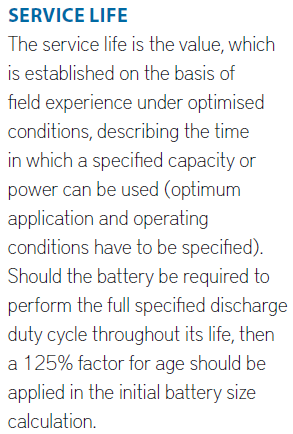 SERVICE LIFE
The service life is the value, which
is established on the basis of
field experience under optimised
conditions, describing the time
in which a specified capacity or
power can be used (optimum
application and operating
conditions have to be specified).
Should the battery be required to
perform the full specified discharge
duty cycle throughout its life, then
a 125% factor for age should be
applied in the initial battery size
calculation.